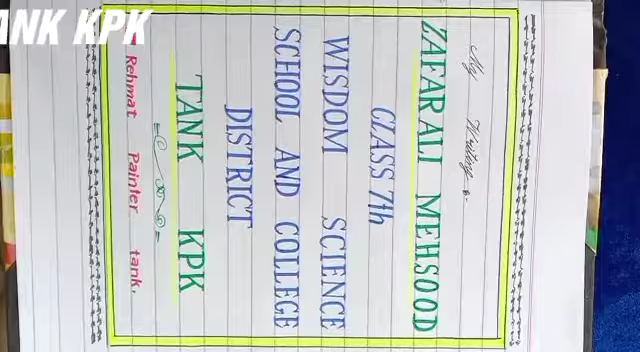 ANK KPK
My Writing :-
ZAFAR ALI MEHSOOD
CLASS 7th
WISDOM SCIENCE
SCHOOL AND COLLEGE
DISTRICT
TANK KPK
Rehmat Painter tank.